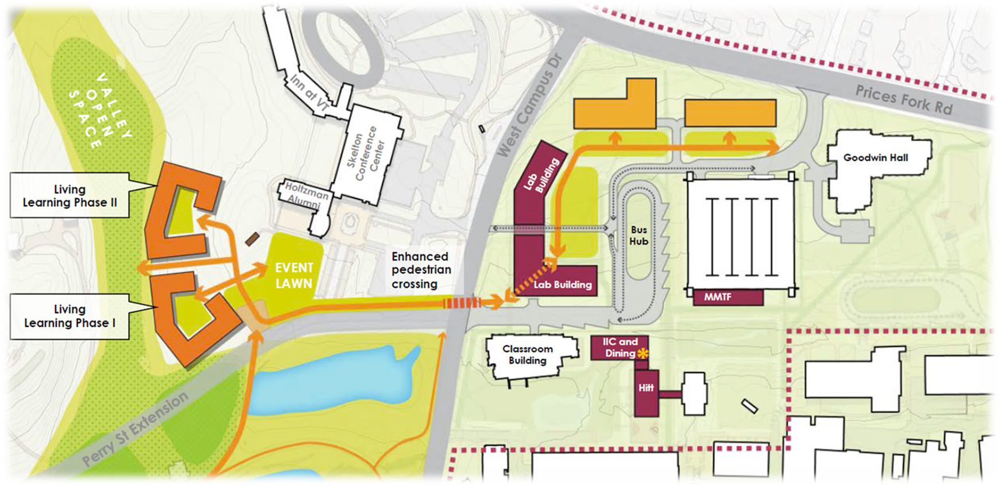 VALLEY
OPEN
SPACE
Inn at VT
Skelton
Conference
Center
Holtzman
Alumni
West Campus Dr
Prices Fork Rd
Goodwin Hall
Lab
Building
Living
Learning Phase II
Bus
Hub
Enhanced
pedestrian
crossing
EVENT
LAWN
Lab Building
MMTF
Living
Learning Phase I
Classroom
Building
IIC and
Dining
Hitt
Perry St Extension